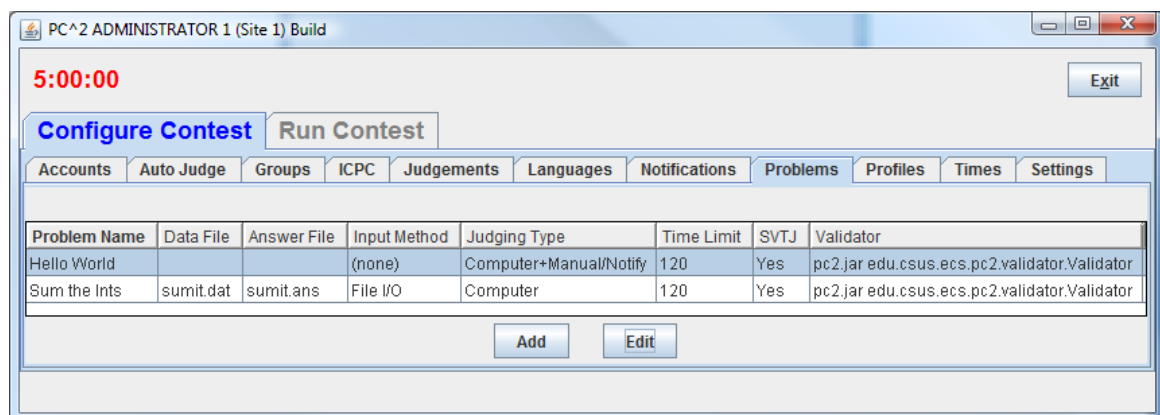 PC^2 ADMINISTRATOR 1 (Site 1) Build
5:00:00
Exit
Configure Contest Run Contest
Accounts Auto Judge Groups ICPC Judgements Languages Notifications Problems Profiles Times Settings
Problem Name Data File Answer File Input Method Judging Type Time Limit SVTJ Validator
Hello World (none) Computer+Manual/Notify 120 Yes pc2.jar edu.csus.ecs.pc2.validator.Validator
Sum the Ints sumit.dat sumit.ans File I/O Computer 120 Yes pc2.jar edu.csus.ecs.pc2.validator.Validator
Add Edit